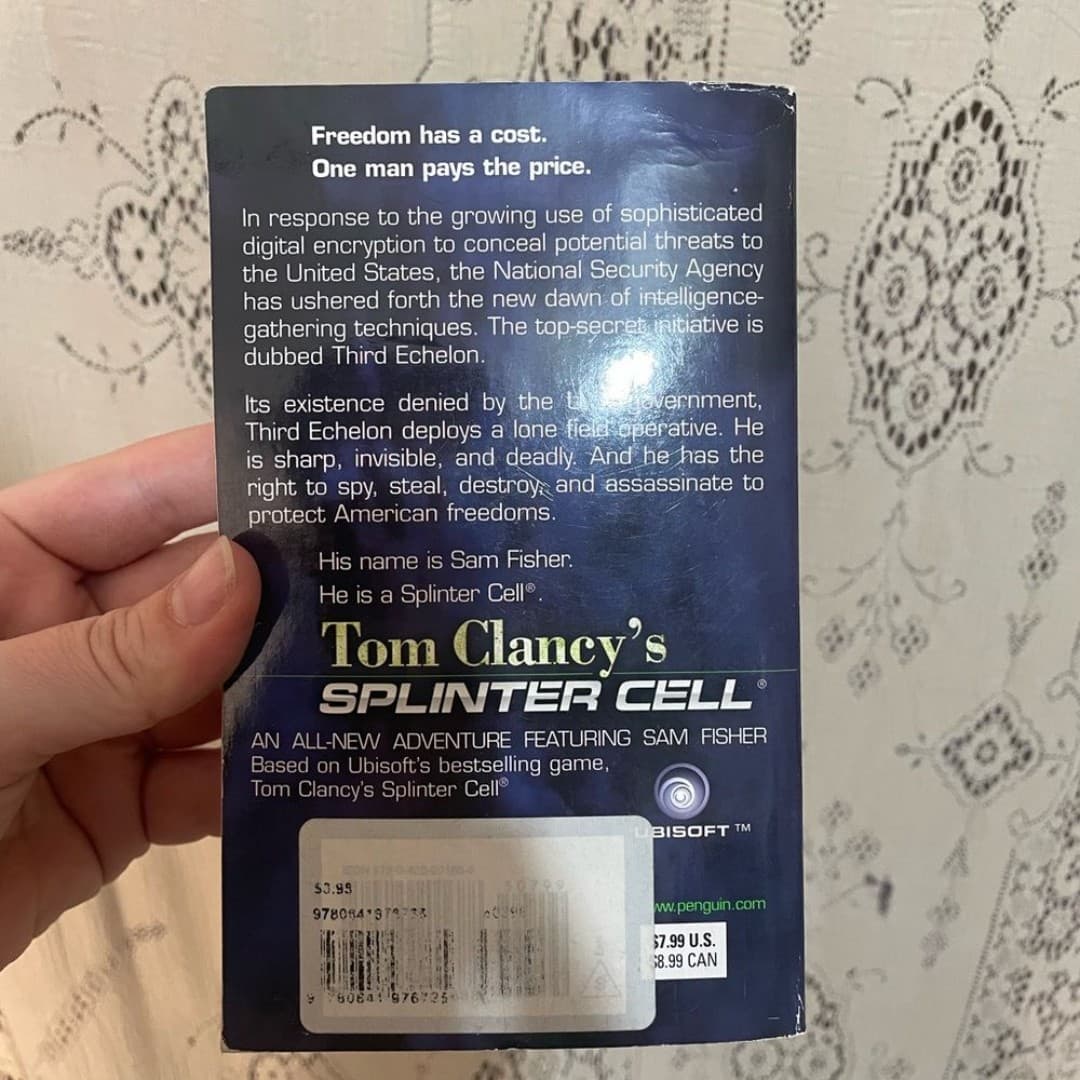 Freedom has a cost.
One man pays the price.
In response to the growing use of sophisticated
digital encryption to conceal potential threats to
the United States, the National Security Agency
has ushered forth the new dawn of intelligence-
gathering techniques. The top-secret initiative is
dubbed Third Echelon.
Its existence denied by the government,
Third Echelon deploys a lone field operative. He
is sharp, invisible, and deadly. And he has the
right to spy, steal, destroy, and assassinate to
protect American freedoms.
His name is Sam Fisher.
He is a Splinter Cell®.
Tom Clancy's
SPLINTER CELL®
AN ALL-NEW ADVENTURE FEATURING SAM FISHER
Based on Ubisoft's bestselling game,
Tom Clancy's Splinter Cell®
UBISOFT™
ww.penguin.com
$3.99
$7.99 U.S.
$8.99 CAN